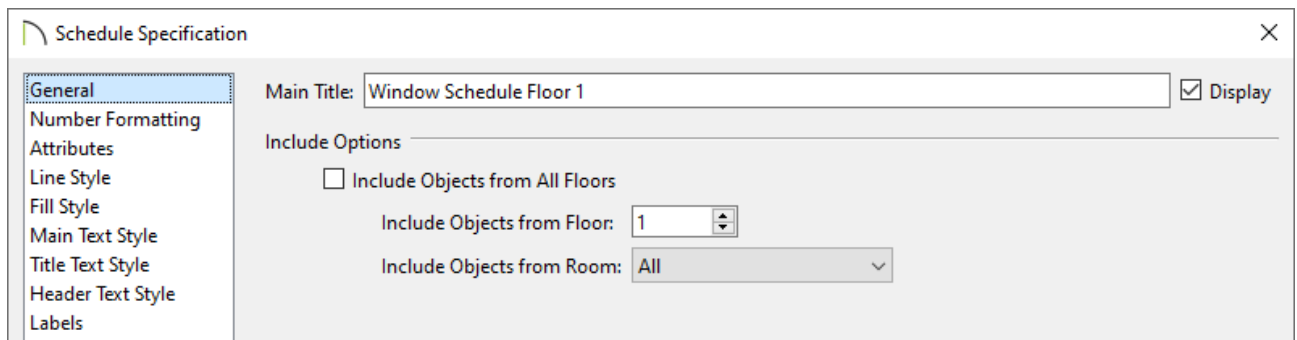 Schedule Specification
General
Number Formatting
Attributes
Line Style
Fill Style
Main Text Style
Title Text Style
Header Text Style
Labels
Main Title: Window Schedule Floor 1 Display
Include Options
Include Objects from All Floors
Include Objects from Floor: 1
Include Objects from Room: All